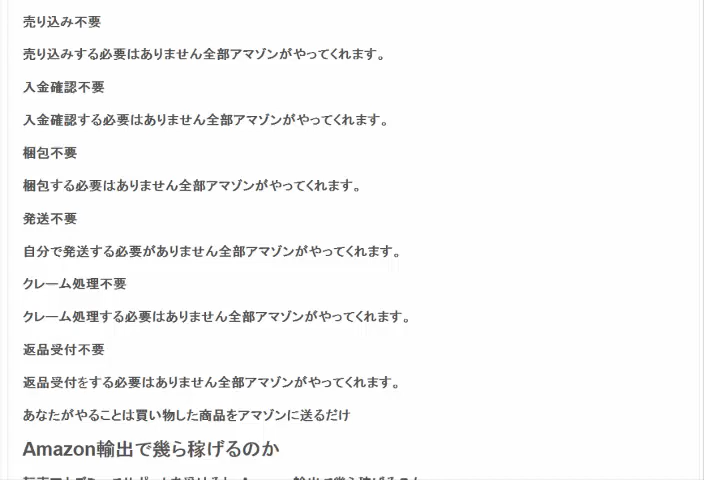 売り込み不要
売り込みする必要はありません全部アマゾンがやってくれます。
入金確認不要
入金確認する必要はありません全部アマゾンがやってくれます。
梱包不要
梱包する必要はありません全部アマゾンがやってくれます。
発送不要
自分で発送する必要がありません全部アマゾンがやってくれます。
クレーム処理不要
クレーム処理する必要はありません全部アマゾンがやってくれます。
返品受付不要
返品受付をする必要はありません全部アマゾンがやってくれます。
あなたがやることは買い物した商品をアマゾンに送るだけ
Amazon輸出で幾ら稼げるのか